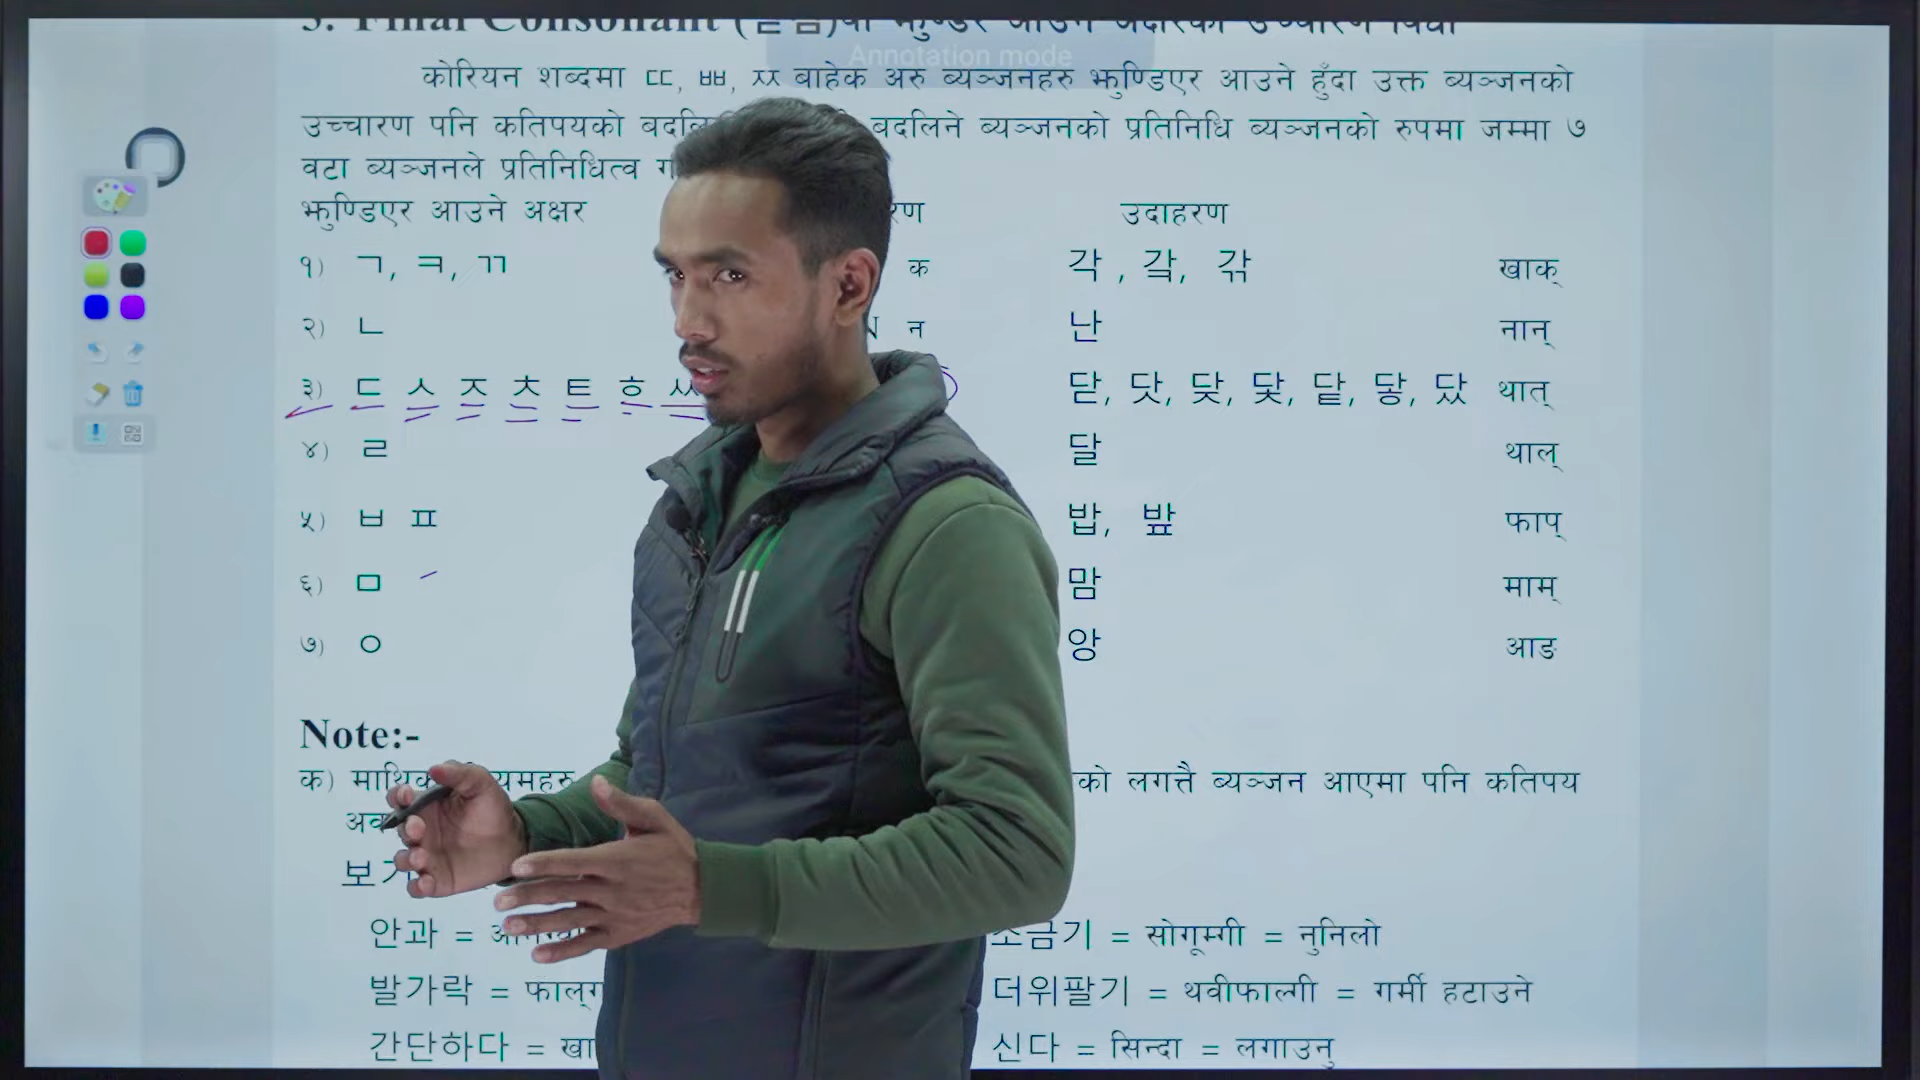 5. Final Consonant (받침)वा झुण्डिर आउने अक्षरको उच्चारण विधी
Annotation mode
कोरियन शब्दमा ㄸ, ㅃ, ㅉ बाहेक अरु ब्यञ्जनहरु झुण्डिएर आउने हुँदा उक्त ब्यञ्जनको
उच्चारण पनि कतिपयको बदलि बदलिने ब्यञ्जनको प्रतिनिधि ब्यञ्जनको रुपमा जम्मा ७
वटा ब्यञ्जनले प्रतिनिधित्व ग
झुण्डिएर आउने अक्षर रण उदाहरण
१) ㄱ, ㅋ, ㄲ क 각 , 갘, 갂 खाक्
२) ㄴ N न 난 नान्
३) ㄷ ㅅ ㅈ ㅊ ㅌ ㅎ ㅆ 닫, 닷, 닺, 닻, 닽, 닿, 닸 थात्
४) ㄹ 달 थाल्
५) ㅂ ㅍ 밥, 밮 फाप्
६) ㅁ 맘 माम्
७) ㅇ 앙 आङ
Note:-
क) माथिका यमहरु को लगत्तै ब्यञ्जन आएमा पनि कतिपय
अव
보기
안과 = 소금기 = सोगूम्गी = नुनिलो
발가락 = फाल्ग 더위팔기 = थवीफाल्गी = गर्मी हटाउने
간단하다 = खा 신다 = सिन्दा = लगाउनु